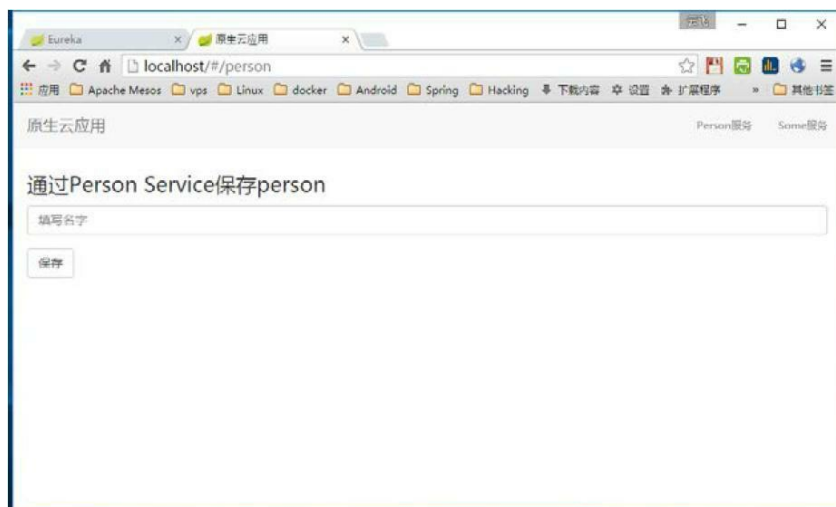 云飞
Eureka 原生云应用
localhost/#/person
应用 Apache Mesos vps Linux docker Android Spring Hacking 下载内容 设置 扩展程序 » 其他书签
原生云应用 Person服务 Some服务
通过Person Service保存person
填写名字
保存